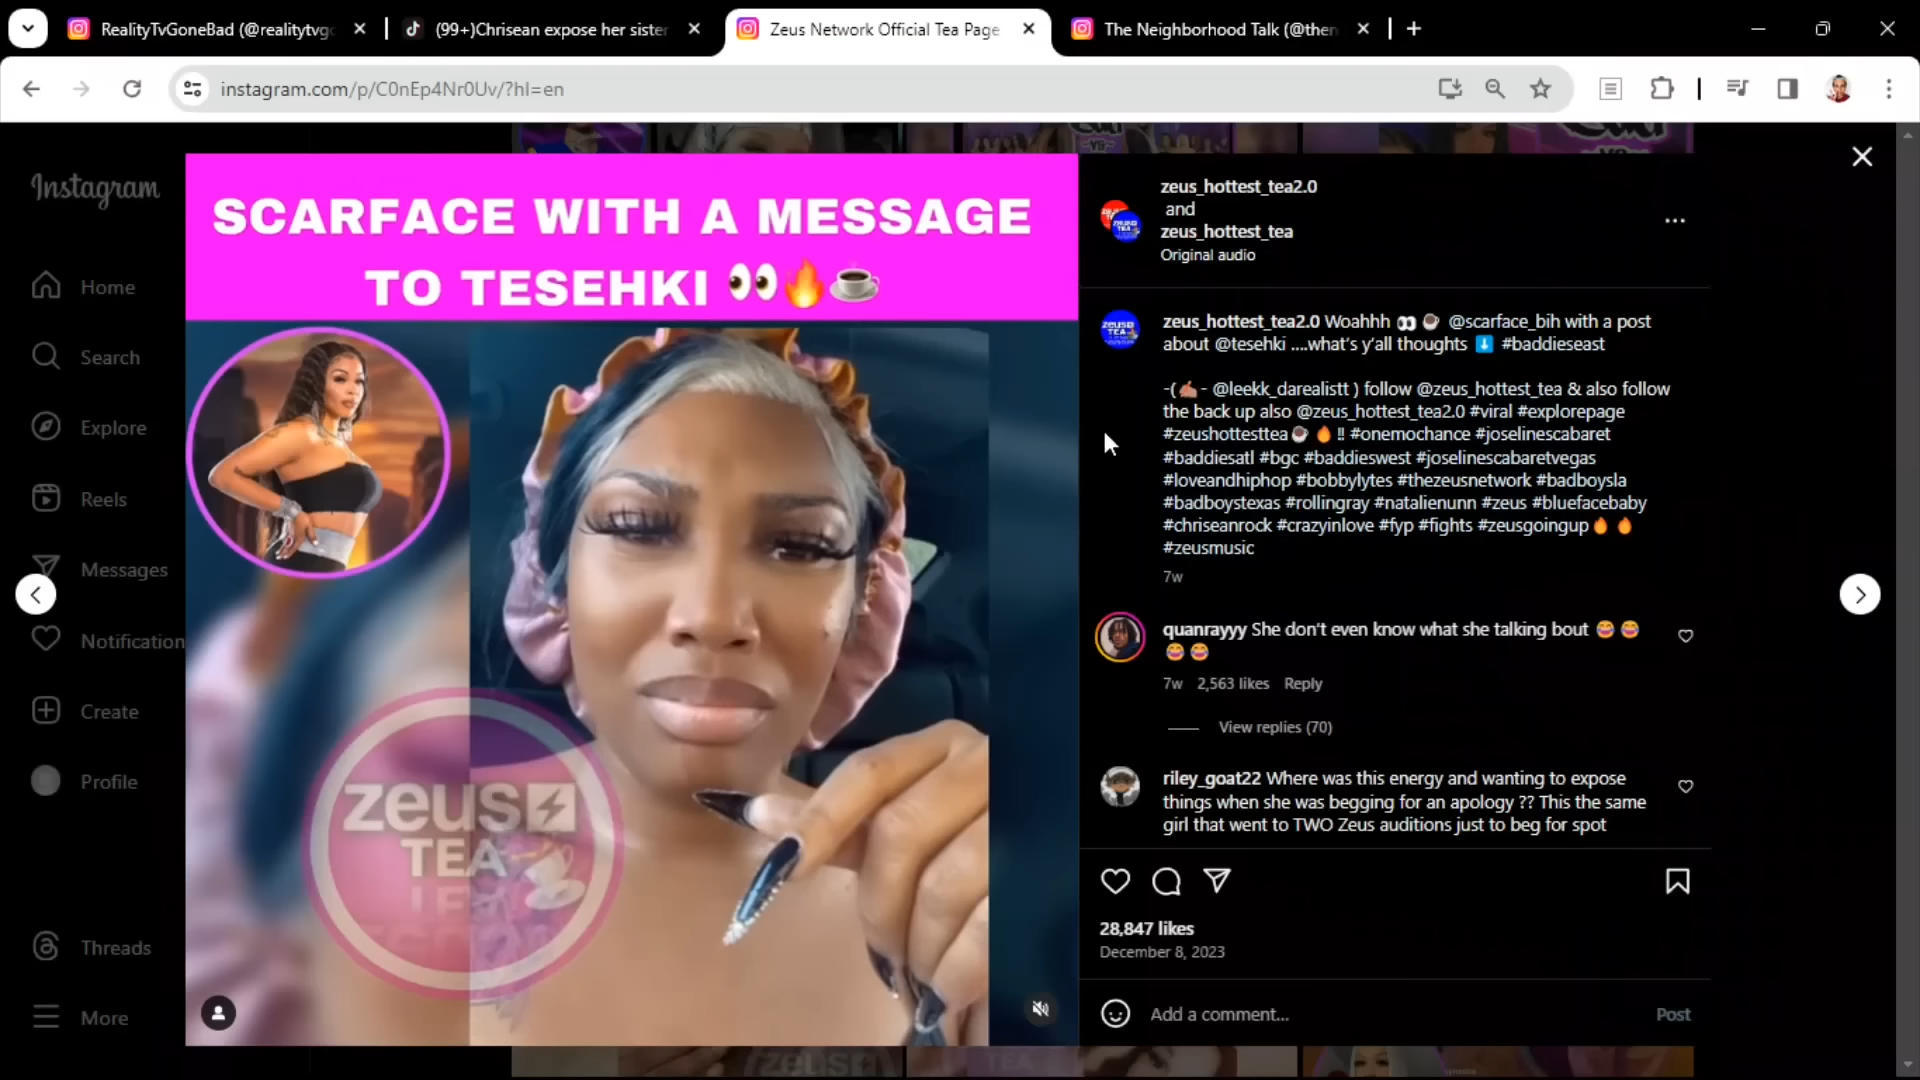 RealityTvGoneBad (@realitytvgc
(99+)Chrisean expose her sister
Zeus Network Official Tea Page
The Neighborhood Talk (@then
instagram.com/p/C0nEp4Nr0Uv/?hl=en
Instagram
Home
Search
Explore
Reels
Messages
Notification
Create
Profile
Threads
More
SCARFACE WITH A MESSAGE
TO TESEHKI 👀🔥☕
zeus
TEA
zeus_hottest_tea2.0
and
zeus_hottest_tea
Original audio
zeus_hottest_tea2.0 Woahhh 👀 ☕ @scarface_bih with a post
about @tesehki ....what's y'all thoughts ⬇️ #baddieseast
-(✍🏽- @leekk_darealistt ) follow @zeus_hottest_tea & also follow
the back up also @zeus_hottest_tea2.0 #viral #explorepage
#zeushottesttea☕ 🔥 ‼️ #onemochance #joselinescabaret
#baddiesatl #bgc #baddieswest #joselinescabaretvegas
#loveandhiphop #bobbylytes #thezeusnetwork #badboysla
#badboystexas #rollingray #natalienunn #zeus #bluefacebaby
#chriseanrock #crazyinlove #fyp #fights #zeusgoingup🔥 🔥
#zeusmusic
7w
quanrayyy She don't even know what she talking bout 😂 😂
😂 😂
7w 2,563 likes Reply
View replies (70)
riley_goat22 Where was this energy and wanting to expose
things when she was begging for an apology ?? This the same
girl that went to TWO Zeus auditions just to beg for spot
28,847 likes
December 8, 2023
Add a comment...
Post